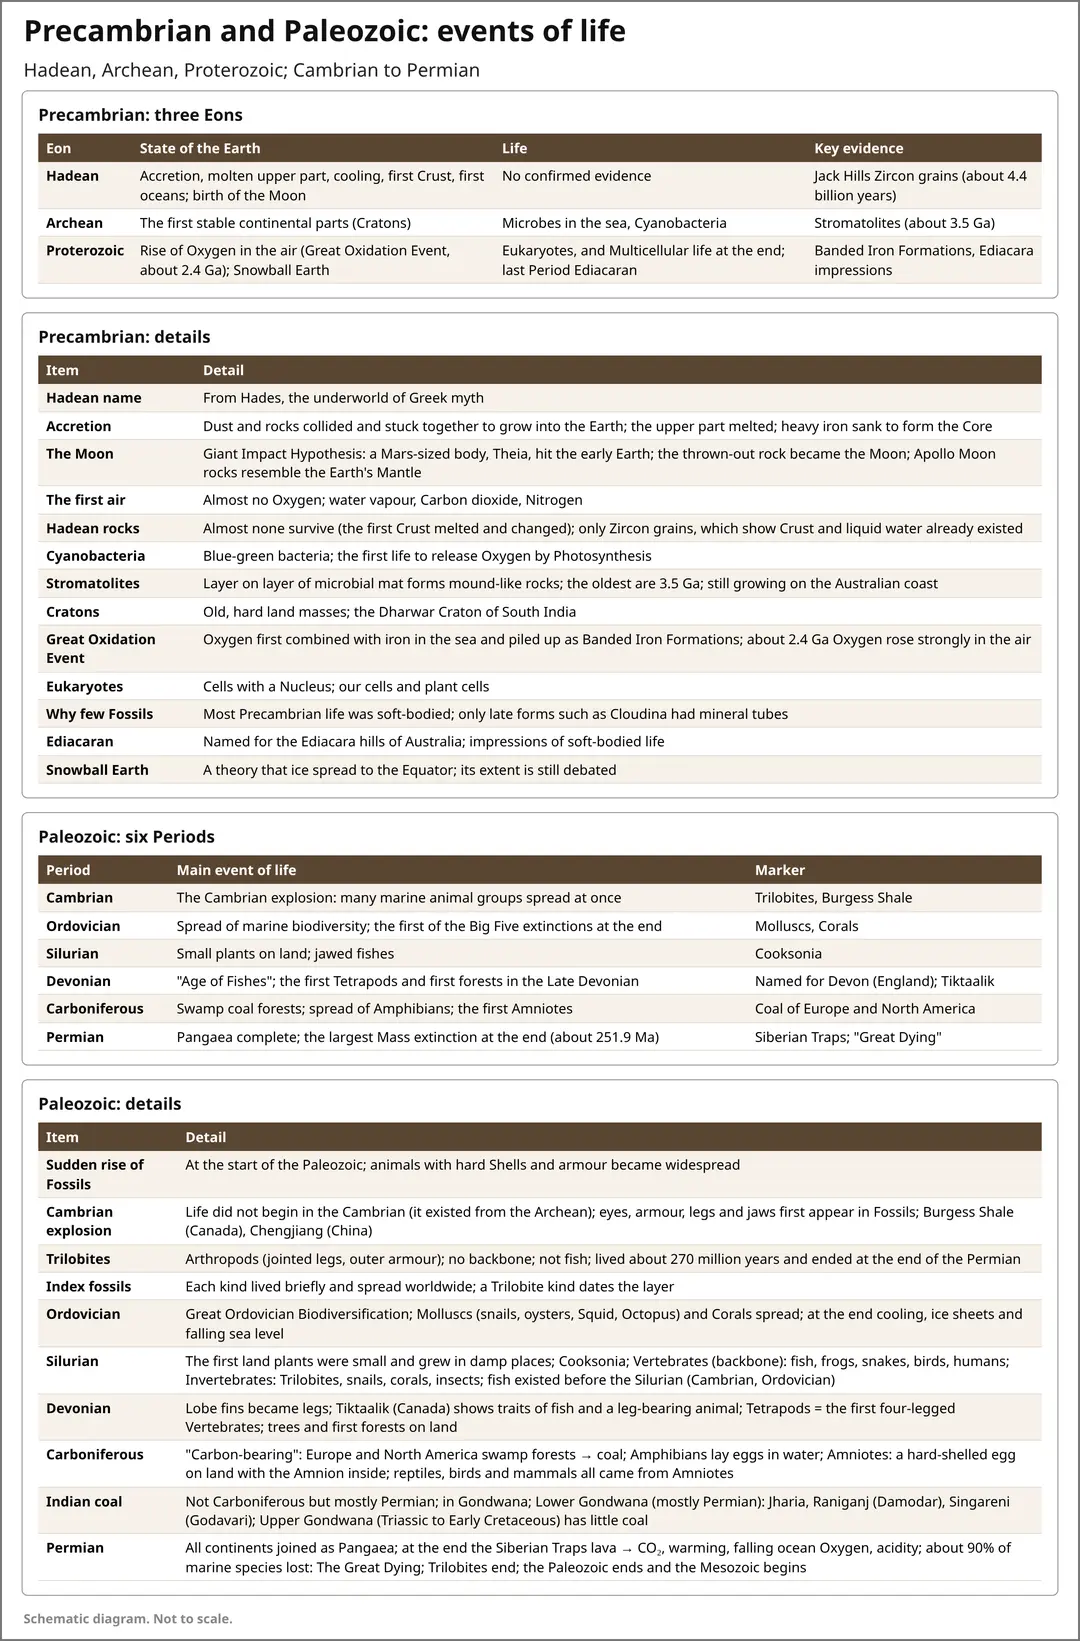 Precambrian and Paleozoic: events of life
Hadean, Archean, Proterozoic; Cambrian to Permian
Precambrian: three Eons
Eon State of the Earth Life Key evidence
Hadean Accretion, molten upper part, cooling, first Crust, first oceans; birth of the Moon No confirmed evidence Jack Hills Zircon grains (about 4.4 billion years)
Archean The first stable continental parts (Cratons) Microbes in the sea, Cyanobacteria Stromatolites (about 3.5 Ga)
Proterozoic Rise of Oxygen in the air (Great Oxidation Event, about 2.4 Ga); Snowball Earth Eukaryotes, and Multicellular life at the end; last Period Ediacaran Banded Iron Formations, Ediacara impressions
Precambrian: details
Item Detail
Hadean name From Hades, the underworld of Greek myth
Accretion Dust and rocks collided and stuck together to grow into the Earth; the upper part melted; heavy iron sank to form the Core
The Moon Giant Impact Hypothesis: a Mars-sized body, Theia, hit the early Earth; the thrown-out rock became the Moon; Apollo Moon
rocks resemble the Earth's Mantle
The first air Almost no Oxygen; water vapour, Carbon dioxide, Nitrogen
Hadean rocks Almost none survive (the first Crust melted and changed); only Zircon grains, which show Crust and liquid water already existed
Cyanobacteria Blue-green bacteria; the first life to release Oxygen by Photosynthesis
Stromatolites Layer on layer of microbial mat forms mound-like rocks; the oldest are 3.5 Ga; still growing on the Australian coast
Cratons Old, hard land masses; the Dharwar Craton of South India
Great Oxidation Event Oxygen first combined with iron in the sea and piled up as Banded Iron Formations; about 2.4 Ga Oxygen rose strongly in the air
Eukaryotes Cells with a Nucleus; our cells and plant cells
Why few Fossils Most Precambrian life was soft-bodied; only late forms such as Cloudina had mineral tubes
Ediacaran Named for the Ediacara hills of Australia; impressions of soft-bodied life
Snowball Earth A theory that ice spread to the Equator; its extent is still debated
Paleozoic: six Periods
Period Main event of life Marker
Cambrian The Cambrian explosion: many marine animal groups spread at once Trilobites, Burgess Shale
Ordovician Spread of marine biodiversity; the first of the Big Five extinctions at the end Molluscs, Corals
Silurian Small plants on land; jawed fishes Cooksonia
Devonian "Age of Fishes"; the first Tetrapods and first forests in the Late Devonian Named for Devon (England); Tiktaalik
Carboniferous Swamp coal forests; spread of Amphibians; the first Amniotes Coal of Europe and North America
Permian Pangaea complete; the largest Mass extinction at the end (about 251.9 Ma) Siberian Traps; "Great Dying"
Paleozoic: details
Item Detail
Sudden rise of Fossils At the start of the Paleozoic; animals with hard Shells and armour became widespread
Cambrian explosion Life did not begin in the Cambrian (it existed from the Archean); eyes, armour, legs and jaws first appear in Fossils; Burgess Shale
(Canada), Chengjiang (China)
Trilobites Arthropods (jointed legs, outer armour); no backbone; not fish; lived about 270 million years and ended at the end of the Permian
Index fossils Each kind lived briefly and spread worldwide; a Trilobite kind dates the layer
Ordovician Great Ordovician Biodiversification; Molluscs (snails, oysters, Squid, Octopus) and Corals spread; at the end cooling, ice sheets and
falling sea level
Silurian The first land plants were small and grew in damp places; Cooksonia; Vertebrates (backbone): fish, frogs, snakes, birds, humans;
Invertebrates: Trilobites, snails, corals, insects; fish existed before the Silurian (Cambrian, Ordovician)
Devonian Lobe fins became legs; Tiktaalik (Canada) shows traits of fish and a leg-bearing animal; Tetrapods = the first four-legged
Vertebrates; trees and first forests on land
Carboniferous "Carbon-bearing": Europe and North America swamp forests → coal; Amphibians lay eggs in water; Amniotes: a hard-shelled egg
on land with the Amnion inside; reptiles, birds and mammals all came from Amniotes
Indian coal Not Carboniferous but mostly Permian; in Gondwana; Lower Gondwana (mostly Permian): Jharia, Raniganj (Damodar), Singareni
(Godavari); Upper Gondwana (Triassic to Early Cretaceous) has little coal
Permian All continents joined as Pangaea; at the end the Siberian Traps lava → CO₂, warming, falling ocean Oxygen, acidity; about 90% of
marine species lost: The Great Dying; Trilobites end; the Paleozoic ends and the Mesozoic begins
Schematic diagram. Not to scale.